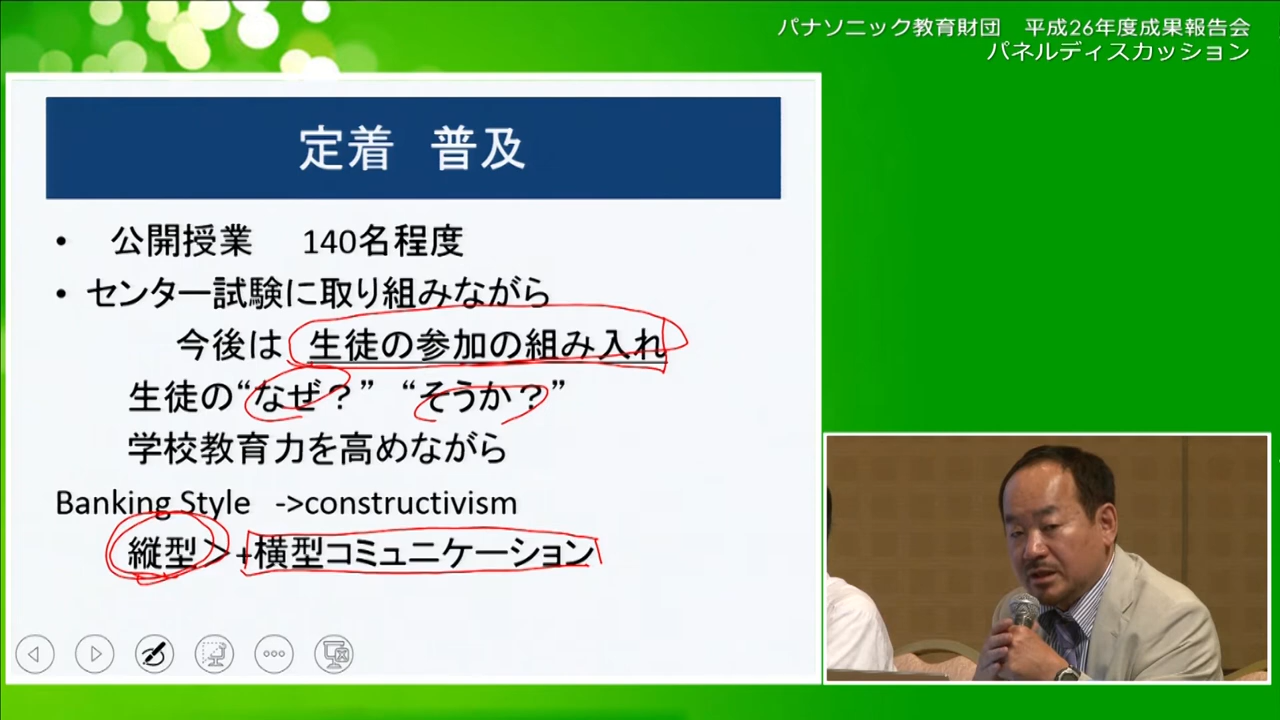 パナソニック教育財団　平成26年度成果報告会
パネルディスカッション
定着　普及
• 公開授業　140名程度
• センター試験に取り組みながら
今後は　生徒の参加の組み入れ
生徒の“なぜ？”　“そうか？”
学校教育力を高めながら
Banking Style ->constructivism
縦型＞+横型コミュニケーション